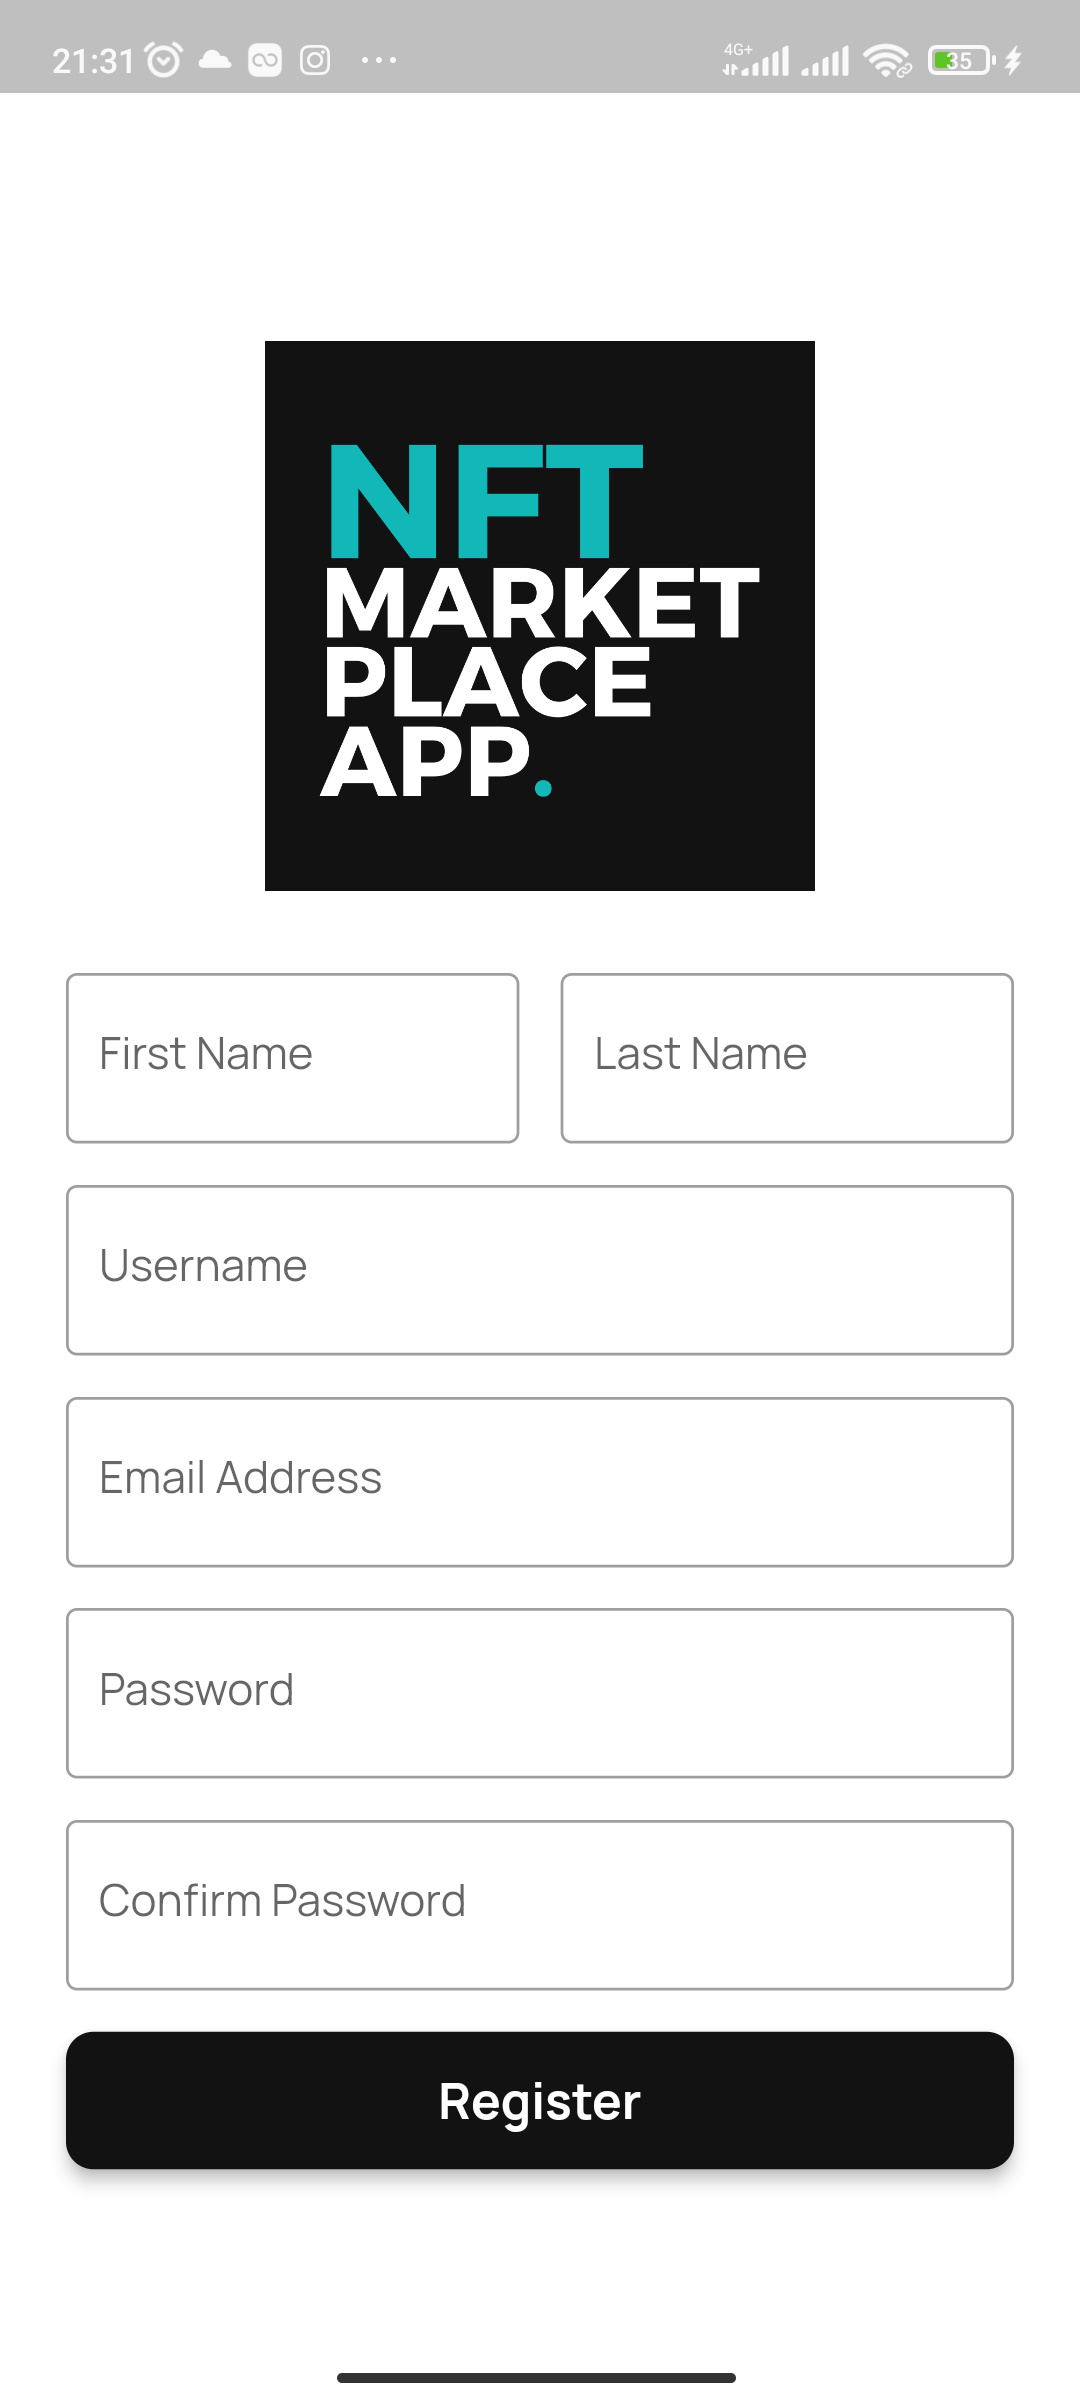 21:31 4G+ 35
NFT
MARKET
PLACE
APP.
First Name Last Name
Username
Email Address
Password
Confirm Password
Register